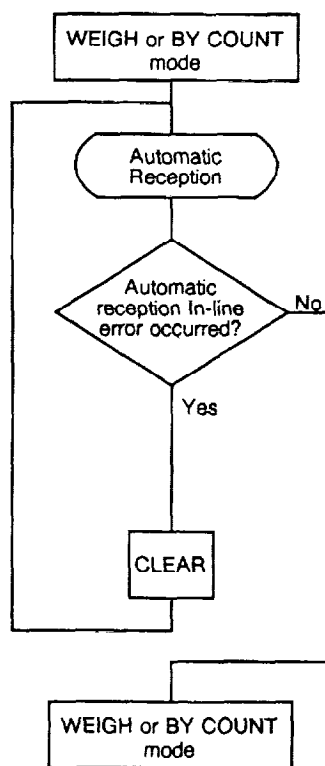 WEIGH or BY COUNT
mode
Automatic
Reception
Automatic
reception In-line
error occurred?
No
Yes
CLEAR
WEIGH or BY COUNT
mode